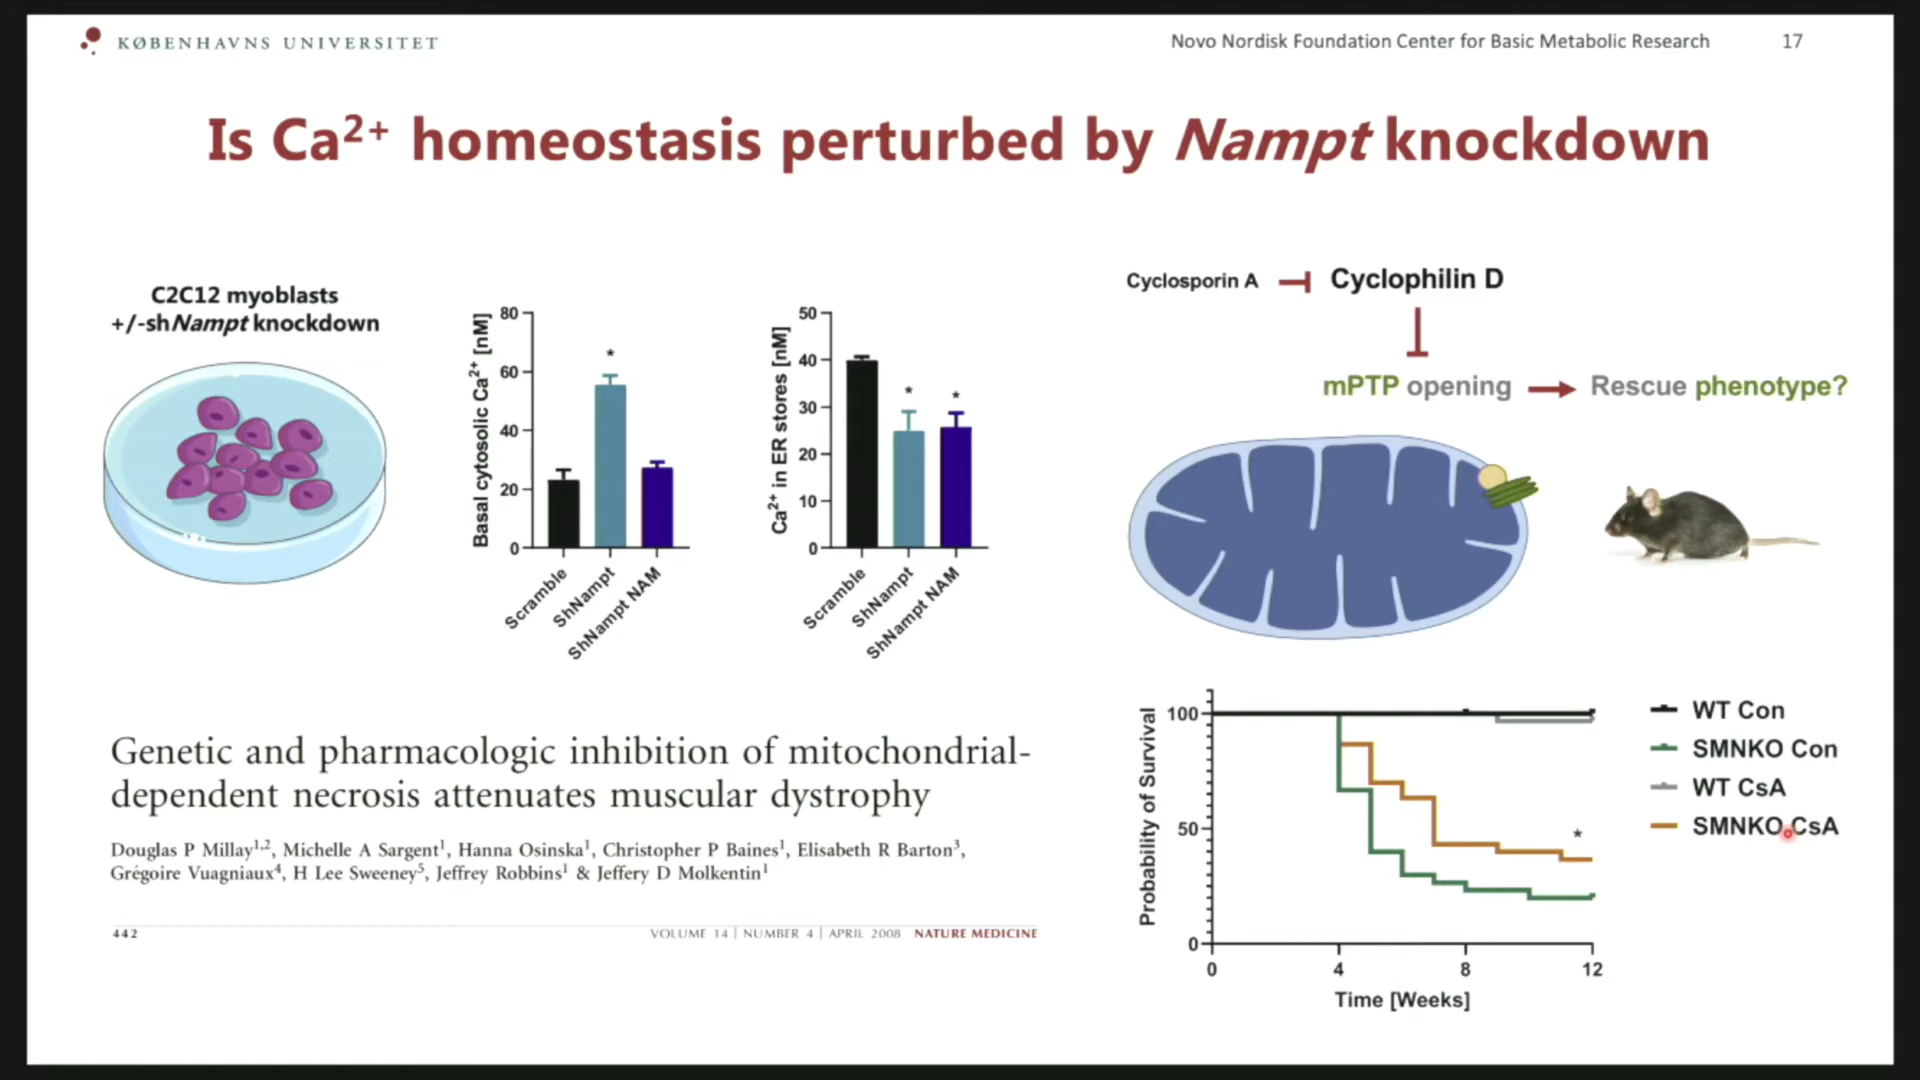 KØBENHAVNS UNIVERSITET
Novo Nordisk Foundation Center for Basic Metabolic Research
17
Is Ca²⁺ homeostasis perturbed by Nampt knockdown
C2C12 myoblasts
+/-shNampt knockdown
Basal cytosolic Ca²⁺ [nM]
80
60
40
20
0
*
Scramble
ShNampt
ShNampt NAM
Ca²⁺ in ER stores [nM]
50
40
30
20
10
0
*
*
Scramble
ShNampt
ShNampt NAM
Cyclosporin A
Cyclophilin D
mPTP opening
Rescue phenotype?
Genetic and pharmacologic inhibition of mitochondrial-
dependent necrosis attenuates muscular dystrophy
Douglas P Millay¹,², Michelle A Sargent¹, Hanna Osinska¹, Christopher P Baines¹, Elisabeth R Barton³,
Grégoire Vuagniaux⁴, H Lee Sweeney⁵, Jeffrey Robbins¹ & Jeffery D Molkentin¹
442
VOLUME 14 | NUMBER 4 | APRIL 2008 NATURE MEDICINE
Probability of Survival
100
50
0
0
4
8
12
Time [Weeks]
*
WT Con
SMNKO Con
WT CsA
SMNKO CsA